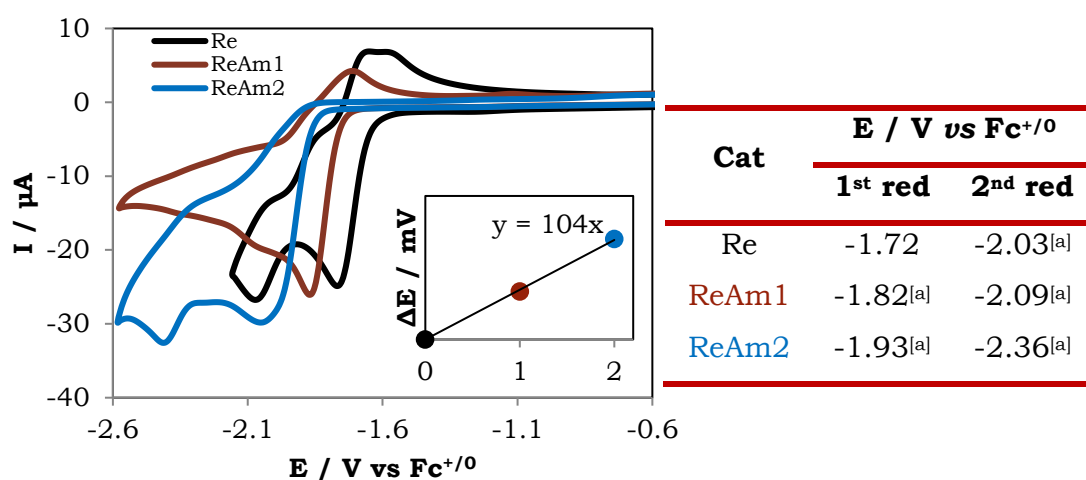 10
0
-10
-20
-30
-40
I / µA
Re
ReAm1
ReAm2
ΔE / mV
y = 104x
0 1 2
-2.6 -2.1 -1.6 -1.1 -0.6
E / V vs Fc+/0
Cat E / V vs Fc+/0
1st red 2nd red
Re -1.72 -2.03[a]
ReAm1 -1.82[a] -2.09[a]
ReAm2 -1.93[a] -2.36[a]